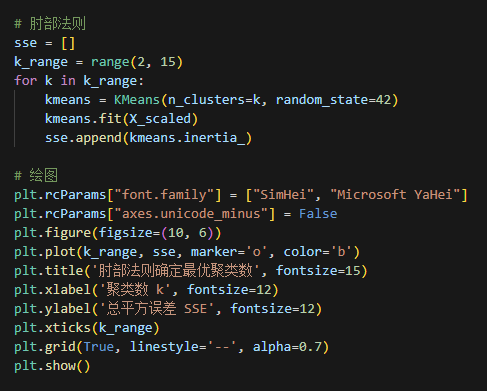 # 肘部法则
sse = []
k_range = range(2, 15)
for k in k_range:
    kmeans = KMeans(n_clusters=k, random_state=42)
    kmeans.fit(X_scaled)
    sse.append(kmeans.inertia_)

# 绘图
plt.rcParams["font.family"] = ["SimHei", "Microsoft YaHei"]
plt.rcParams["axes.unicode_minus"] = False
plt.figure(figsize=(10, 6))
plt.plot(k_range, sse, marker='o', color='b')
plt.title('肘部法则确定最优聚类数', fontsize=15)
plt.xlabel('聚类数 k', fontsize=12)
plt.ylabel('总平方误差 SSE', fontsize=12)
plt.xticks(k_range)
plt.grid(True, linestyle='--', alpha=0.7)
plt.show()